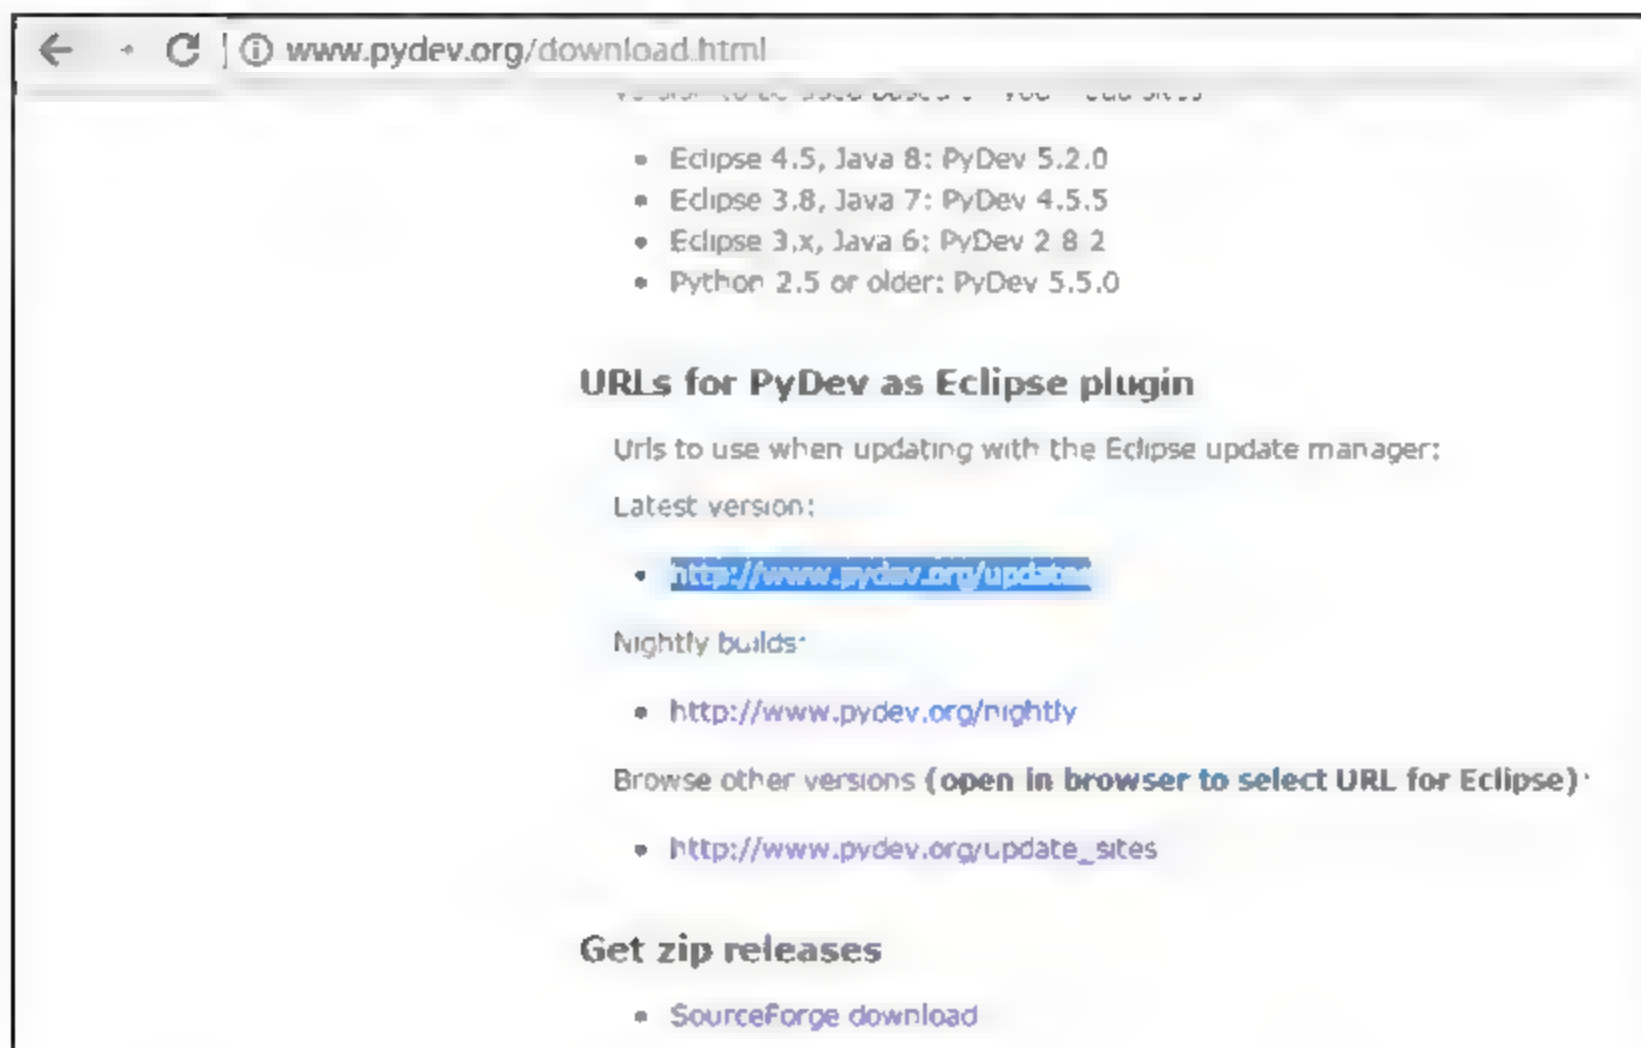 www.pydev.org/download.html
• Eclipse 4.5, Java 8: PyDev 5.2.0
• Eclipse 3.8, Java 7: PyDev 4.5.5
• Eclipse 3.x, Java 6: PyDev 2 8 2
• Python 2.5 or older: PyDev 5.5.0
URLs for PyDev as Eclipse plugin
Urls to use when updating with the Eclipse update manager:
Latest version:
• http://www.pydev.org/updates
Nightly builds:
• http://www.pydev.org/nightly
Browse other versions (open in browser to select URL for Eclipse):
• http://www.pydev.org/update_sites
Get zip releases
• SourceForge download